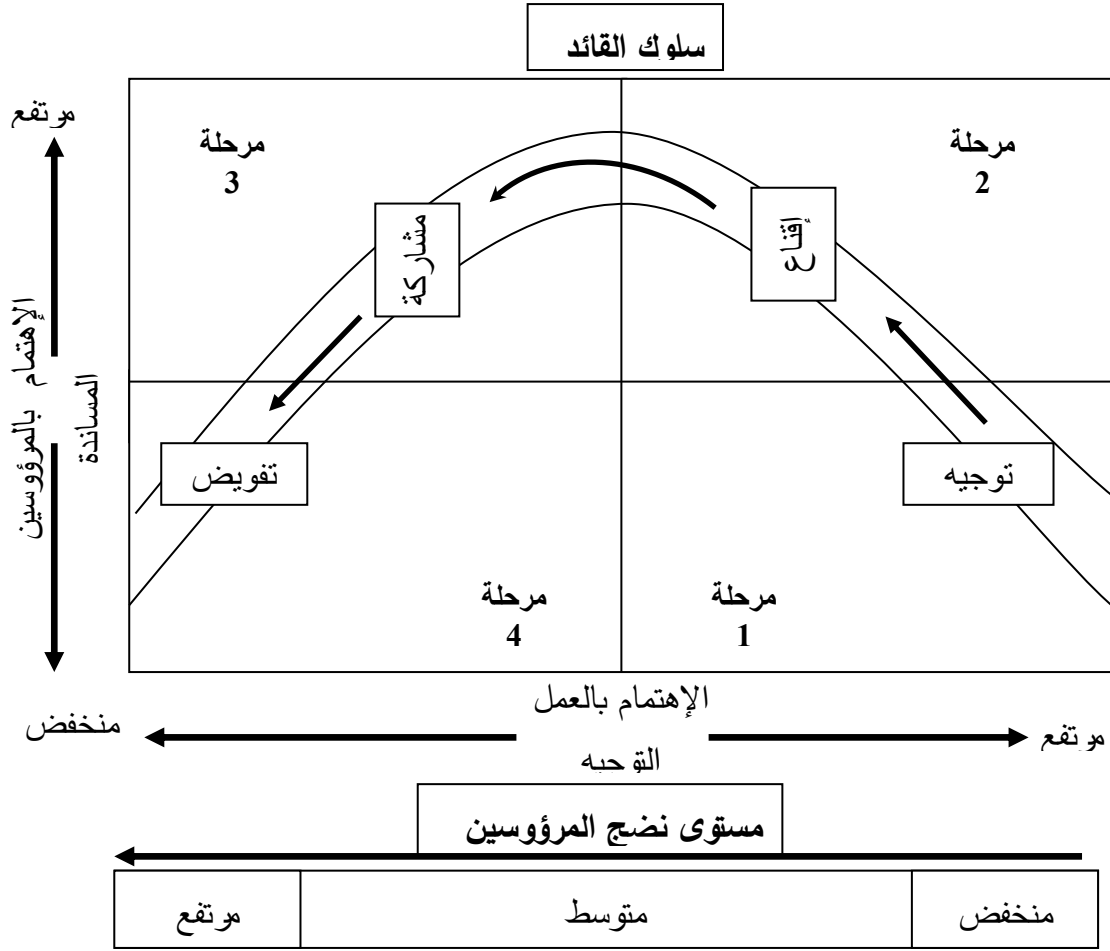 سلوك القائد
مرتفع
مرحلة
2
مرحلة
3
إقناع
مشاركة
الإهتمام بالمرؤوسين
المساندة
توجيه
تفويض
مرحلة
1
مرحلة
4
الإهتمام بالعمل
مرتفع
منخفض
التوجيه
مستوى نضج المرؤوسين
منخفض
متوسط
مرتفع